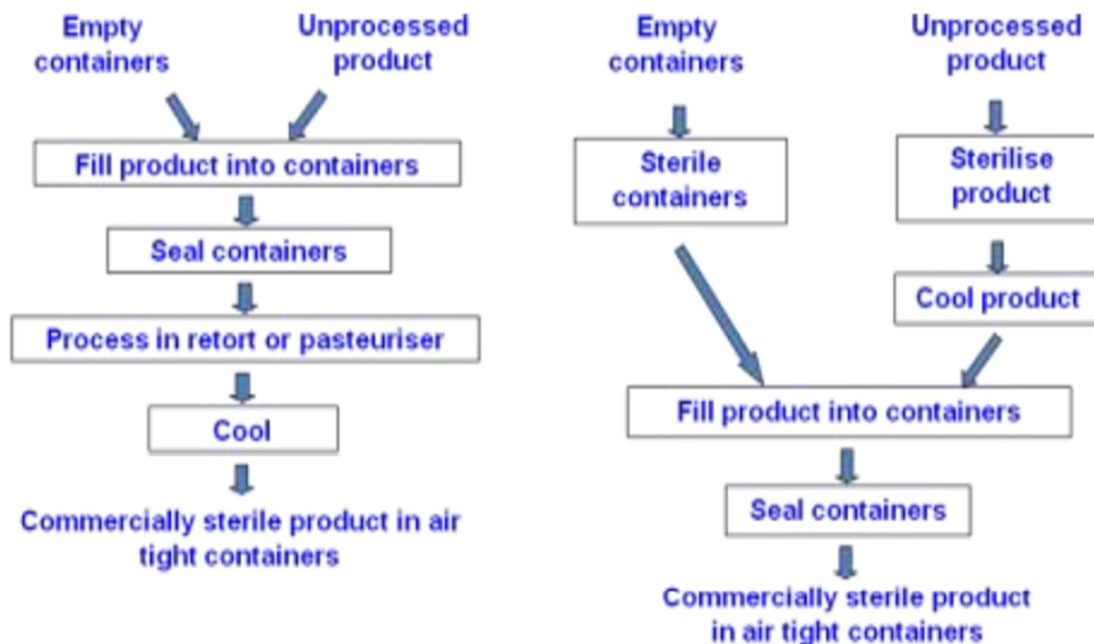 Empty
containers
Unprocessed
product
Fill product into containers
Seal containers
Process in retort or pasteuriser
Cool
Commercially sterile product in air
tight containers
Empty
containers
Unprocessed
product
Sterile
containers
Sterilise
product
Cool product
Fill product into containers
Seal containers
Commercially sterile product
in air tight containers